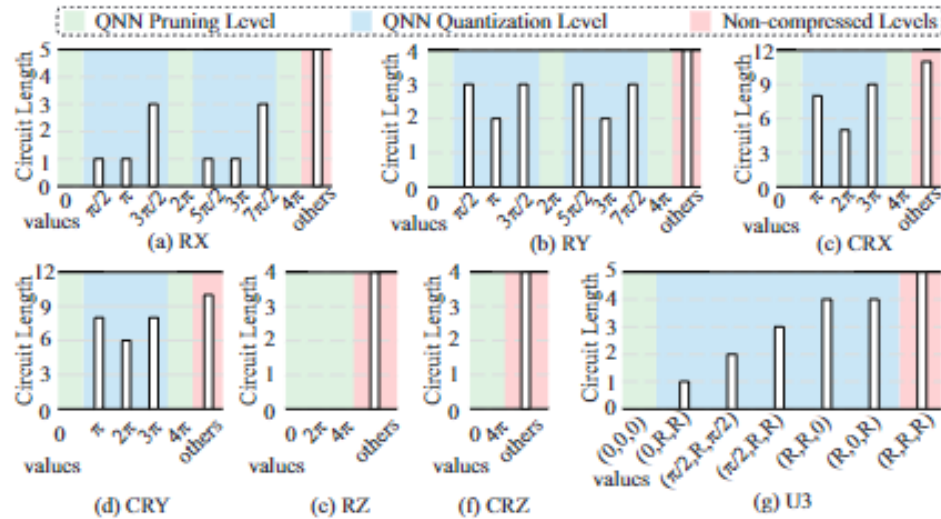 QNN Pruning Level QNN Quantization Level Non-compressed Levels
Circuit Length
5
4
3
2
1
0
0 π/2 π 3π/2 2π 5π/2 3π 7π/2 4π others
values
(a) RX
Circuit Length
4
3
2
1
0
0 π/2 π 3π/2 2π 5π/2 3π 7π/2 4π others
values
(b) RY
Circuit Length
12
9
6
3
0
0 π 2π 3π 4π others
values
(c) CRX
Circuit Length
12
9
6
3
0
0 π 2π 3π 4π others
values
(d) CRY
Circuit Length
4
3
2
1
0
0 2π 4π others
values
(e) RZ
Circuit Length
4
3
2
1
0
0 4π others
values
(f) CRZ
Circuit Length
5
4
3
2
1
0
(0,0,0) (0,R,R) (π/2,R,π/2) (π/2,R,R) (R,R,0) (R,0,R) (R,R,R)
values
(g) U3